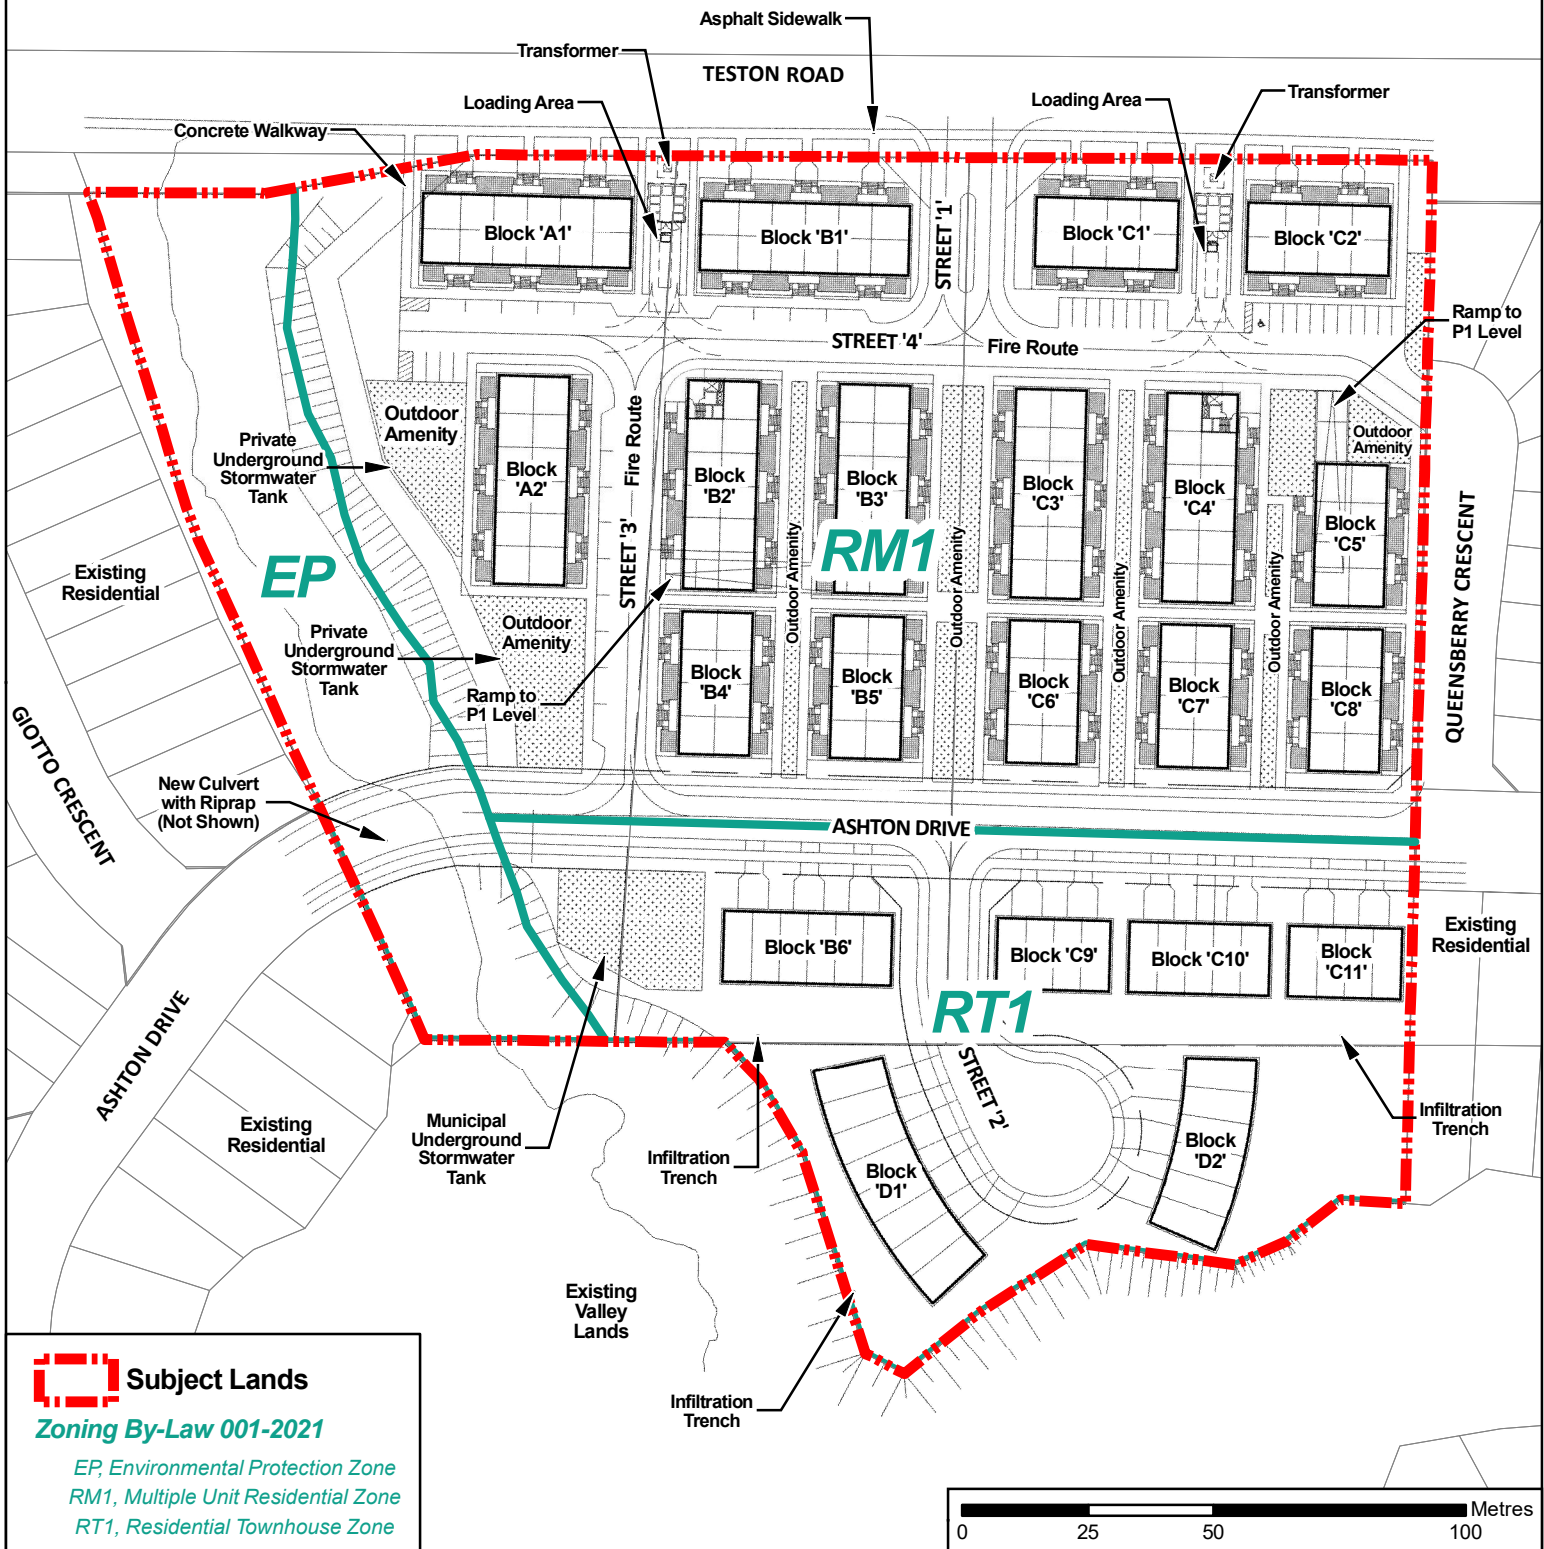 Asphalt Sidewalk
Transformer
TESTON ROAD
Loading Area
Loading Area
Transformer
Concrete Walkway
Block 'A1'
Block 'B1'
STREET '1'
Block 'C1'
Block 'C2'
Ramp to
P1 Level
STREET '4'
Fire Route
Outdoor
Amenity
Private
Underground
Stormwater
Tank
Block
'A2'
Fire Route
STREET '3'
Block
'B2'
Outdoor Amenity
Block
'B3'
RM1
Outdoor Amenity
Block
'C3'
Outdoor Amenity
Block
'C4'
Outdoor Amenity
Outdoor
Amenity
Block
'C5'
QUEENSBERRY CRESCENT
EP
Existing
Residential
Private
Underground
Stormwater
Tank
Outdoor
Amenity
Ramp to
P1 Level
Block
'B4'
Block
'B5'
Block
'C6'
Block
'C7'
Block
'C8'
GIOTTO CRESCENT
New Culvert
with Riprap
(Not Shown)
ASHTON DRIVE
Block 'B6'
Block 'C9'
Block 'C10'
Block
'C11'
Existing
Residential
RT1
ASHTON DRIVE
STREET '2'
Existing
Residential
Municipal
Underground
Stormwater
Tank
Infiltration
Trench
Block
'D1'
Block
'D2'
Infiltration
Trench
Existing
Valley
Lands
Infiltration
Trench
Subject Lands
Zoning By-Law 001-2021
EP, Environmental Protection Zone
RM1, Multiple Unit Residential Zone
RT1, Residential Townhouse Zone
Metres
0 25 50 100